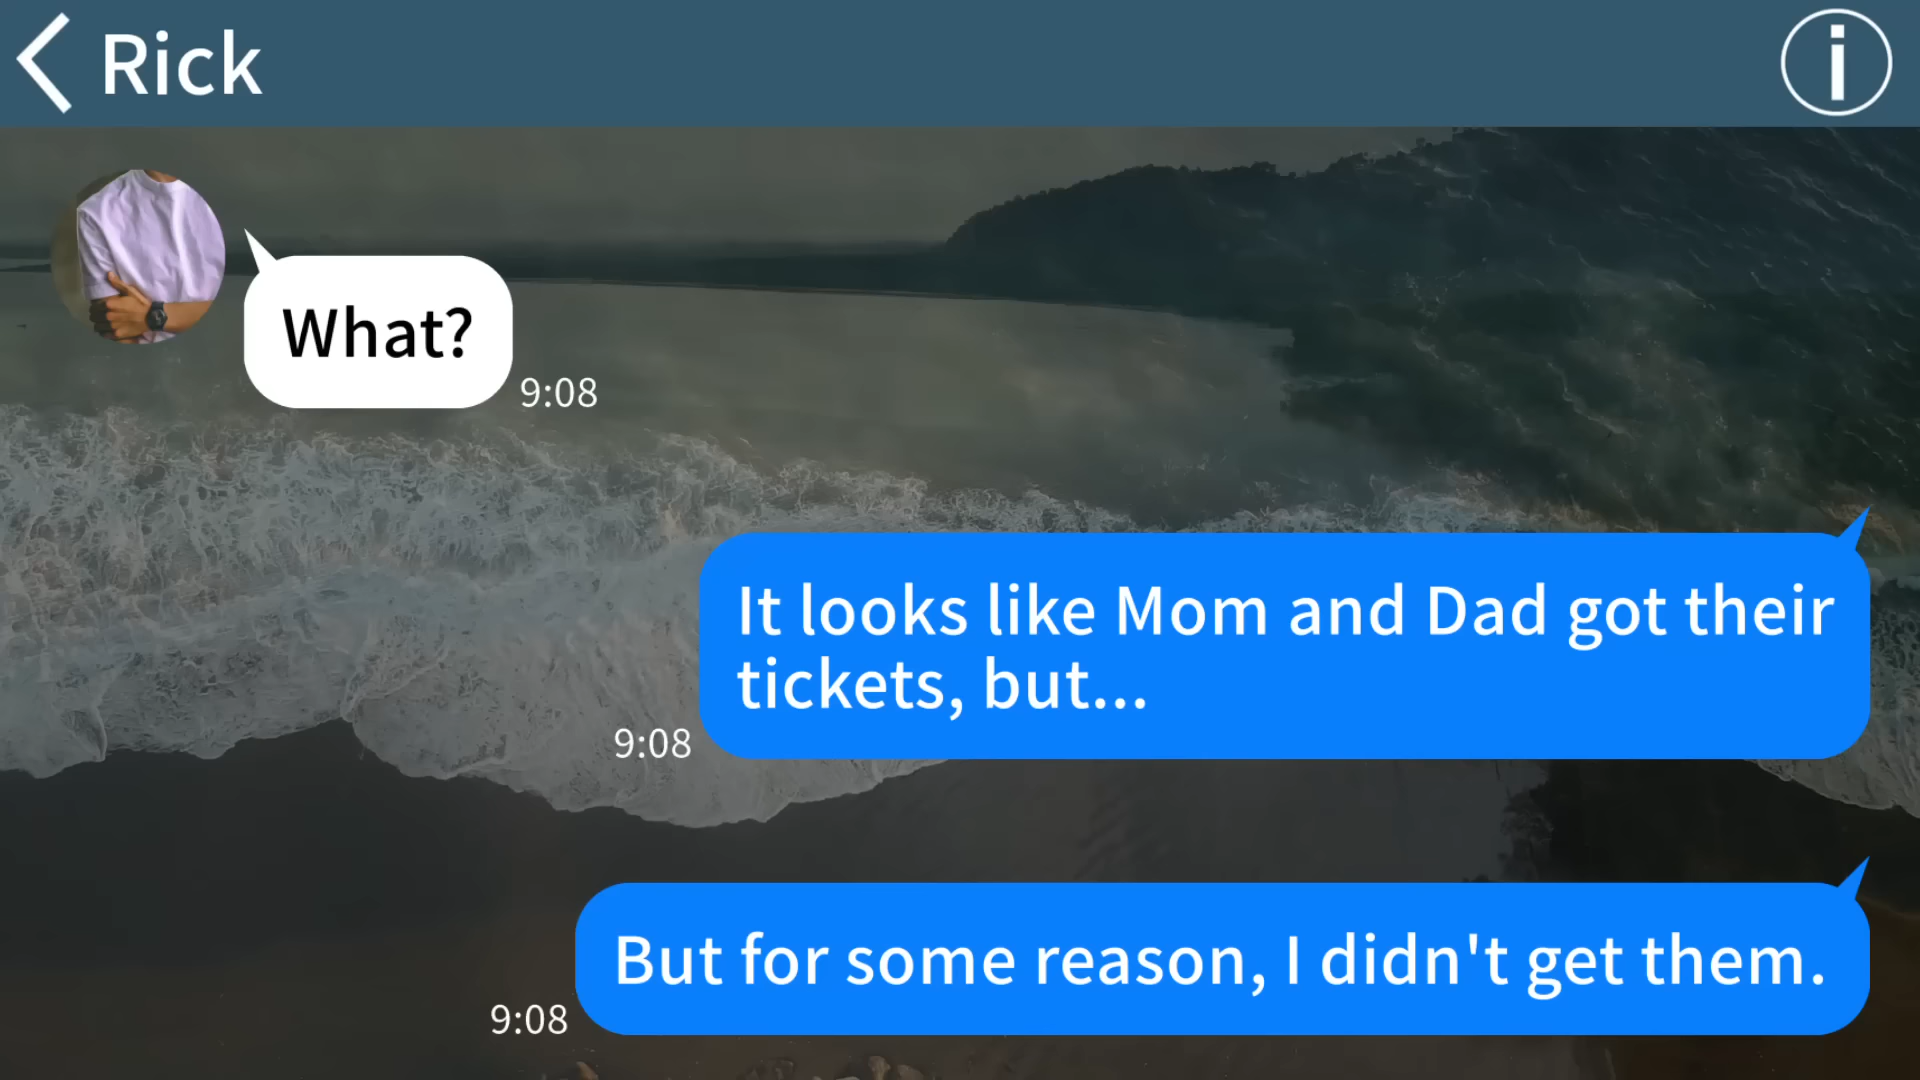 Rick
What?
9:08
It looks like Mom and Dad got their
tickets, but...
9:08
But for some reason, I didn't get them.
9:08